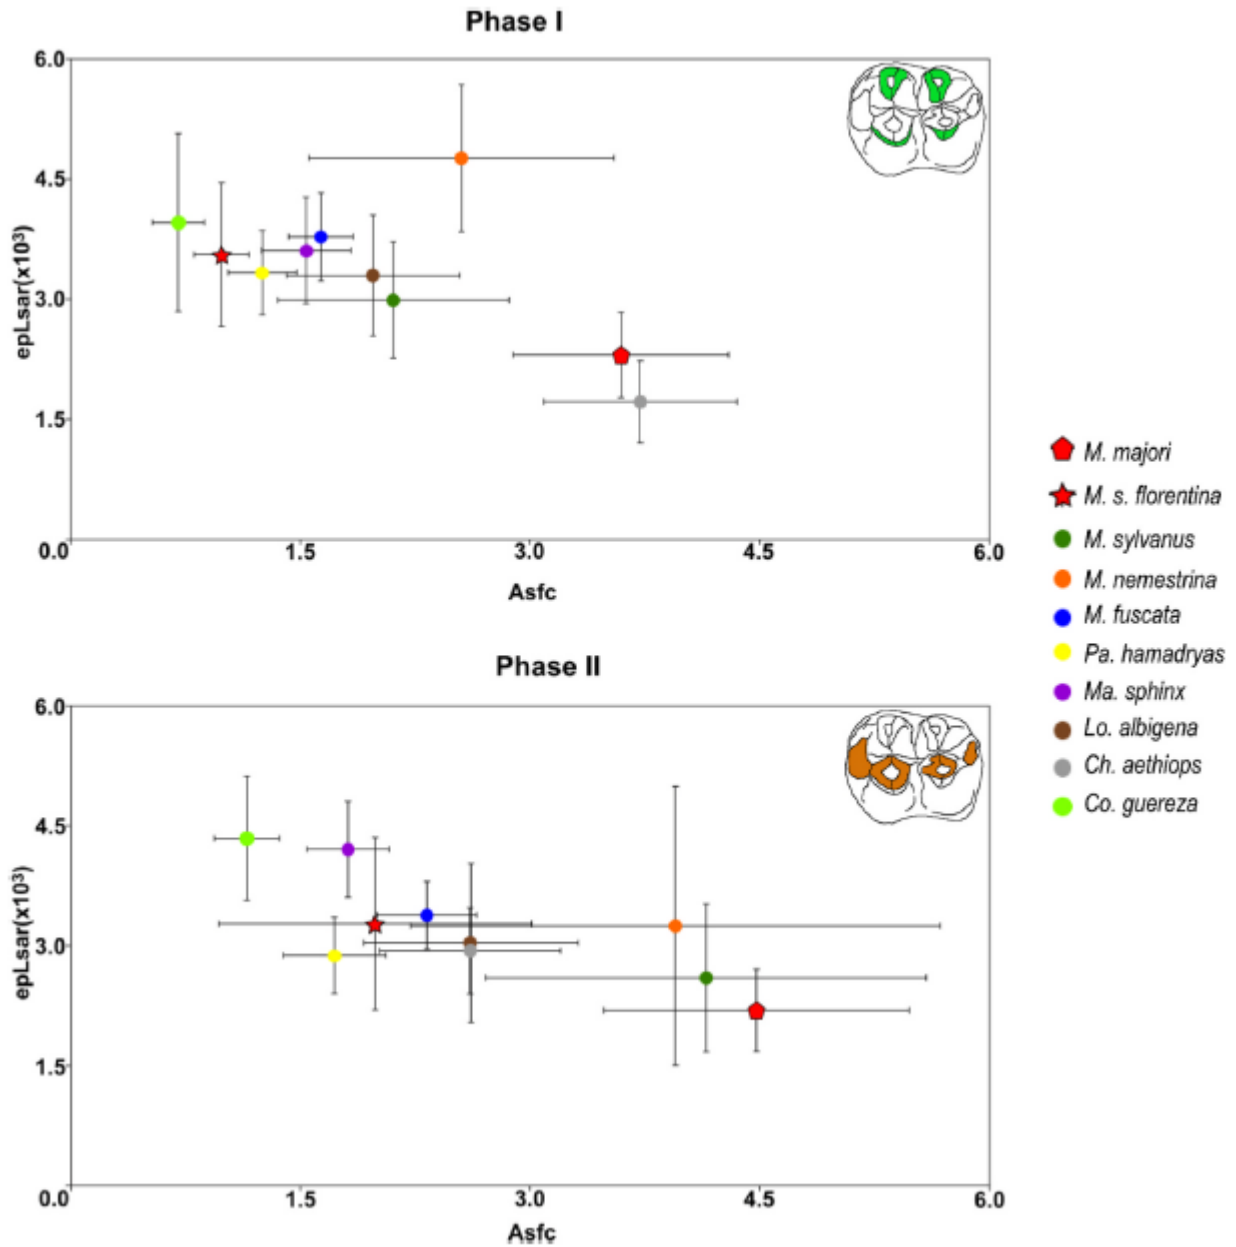 Phase I
6.0
4.5
epLsar(x10³)
3.0
1.5
0.0
1.5
3.0
4.5
6.0
Asfc
M. majori
M. s. florentina
M. sylvanus
M. nemestrina
M. fuscata
Pa. hamadryas
Ma. sphinx
Lo. albigena
Ch. aethiops
Co. guereza
Phase II
6.0
4.5
epLsar(x10³)
3.0
1.5
0.0
1.5
3.0
4.5
6.0
Asfc